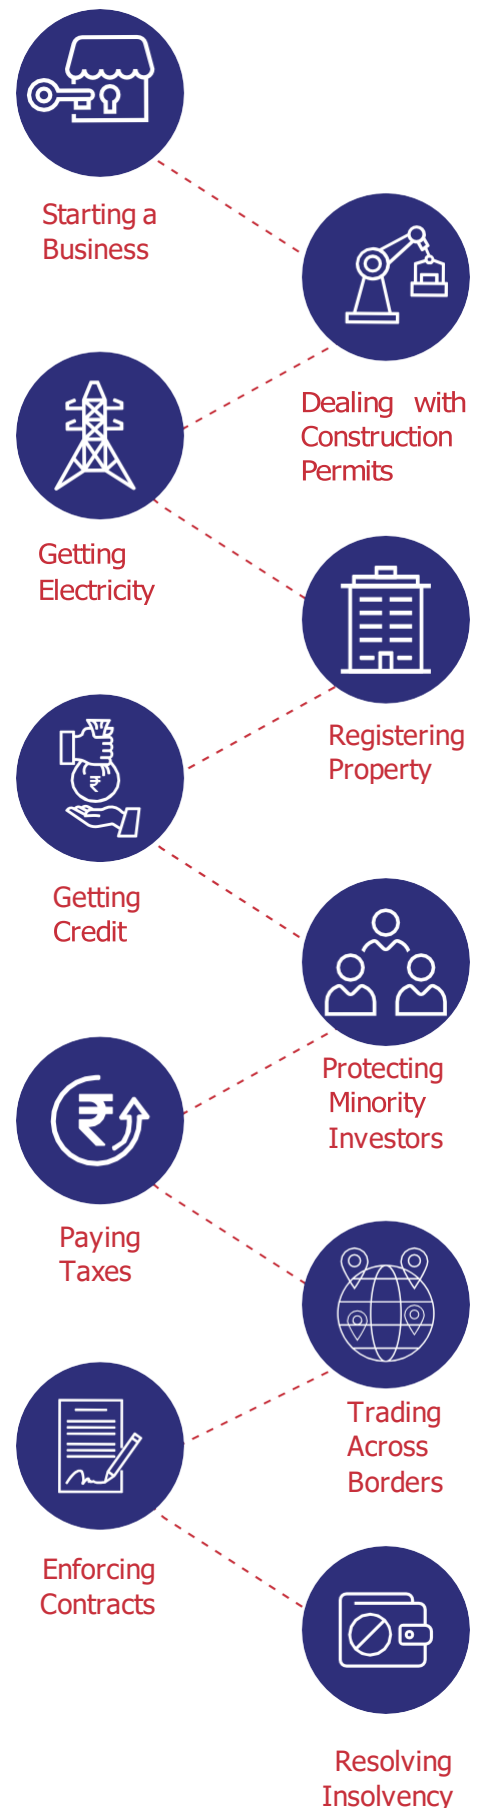 Starting a
Business
Dealing with
Construction
Permits
Getting
Electricity
Registering
Property
₹
Getting
Credit
Protecting
Minority
Investors
₹
Paying
Taxes
Trading
Across
Borders
Enforcing
Contracts
Resolving
Insolvency